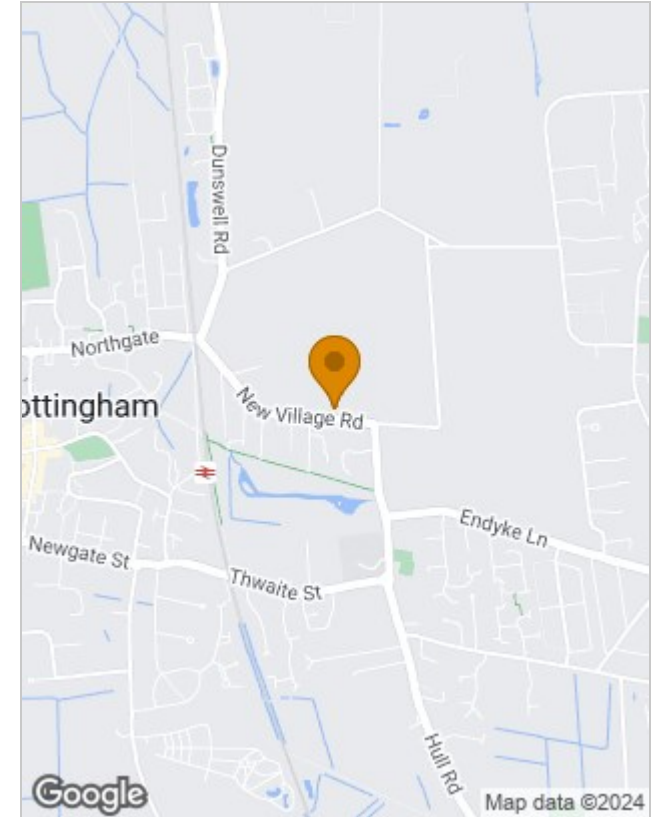 Dunswell Rd
Northgate
ottingham
New Village Rd
Endyke Ln
Newgate St
Thwaite St
Hull Rd
Google
Map data ©2024